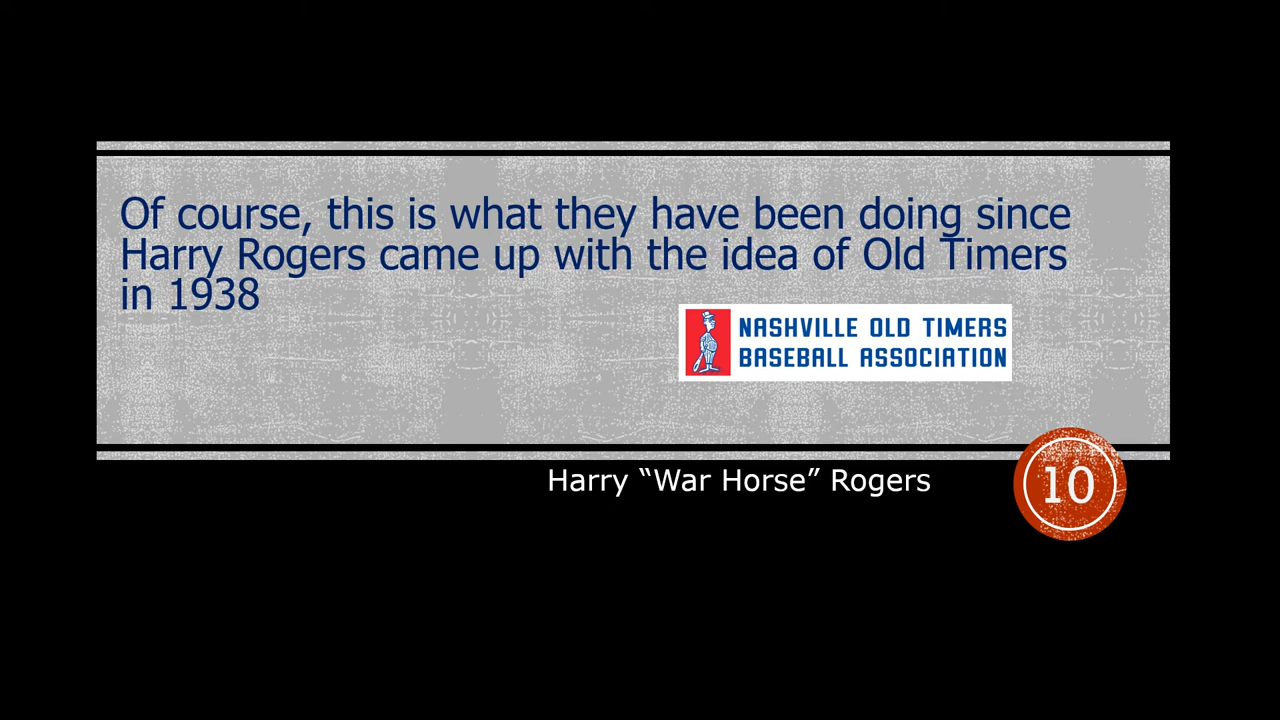 Of course, this is what they have been doing since
Harry Rogers came up with the idea of Old Timers
in 1938
NASHVILLE OLD TIMERS
BASEBALL ASSOCIATION
Harry “War Horse” Rogers
10